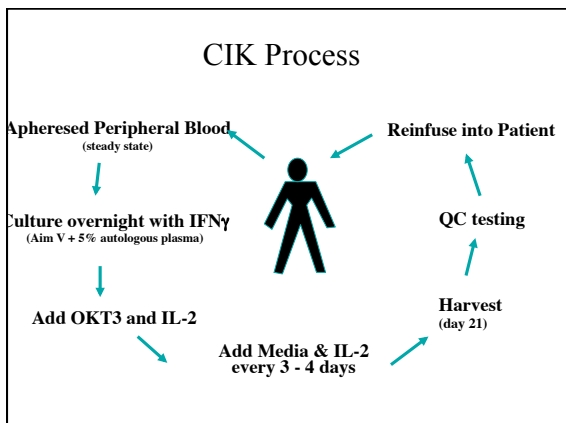 CIK Process
Apheresed Peripheral Blood
(steady state)
Culture overnight with IFNγ
(Aim V + 5% autologous plasma)
Add OKT3 and IL-2
Add Media & IL-2
every 3 - 4 days
Harvest
(day 21)
QC testing
Reinfuse into Patient